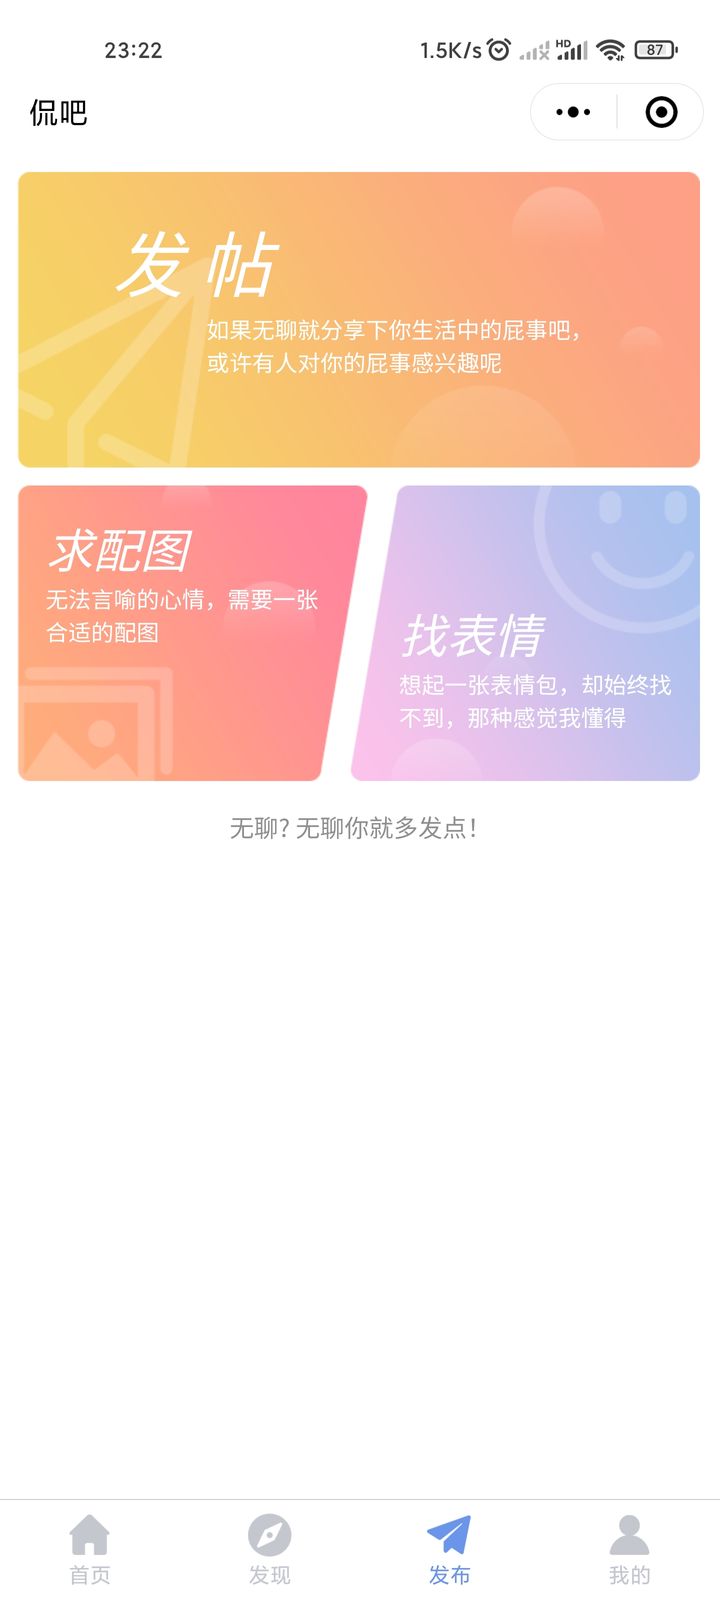 23:22
1.5K/s HD 87
侃吧
发帖
如果无聊就分享下你生活中的屁事吧，
或许有人对你的屁事感兴趣呢
求配图
无法言喻的心情，需要一张
合适的配图
找表情
想起一张表情包，却始终找
不到，那种感觉我懂得
无聊? 无聊你就多发点！
首页
发现
发布
我的